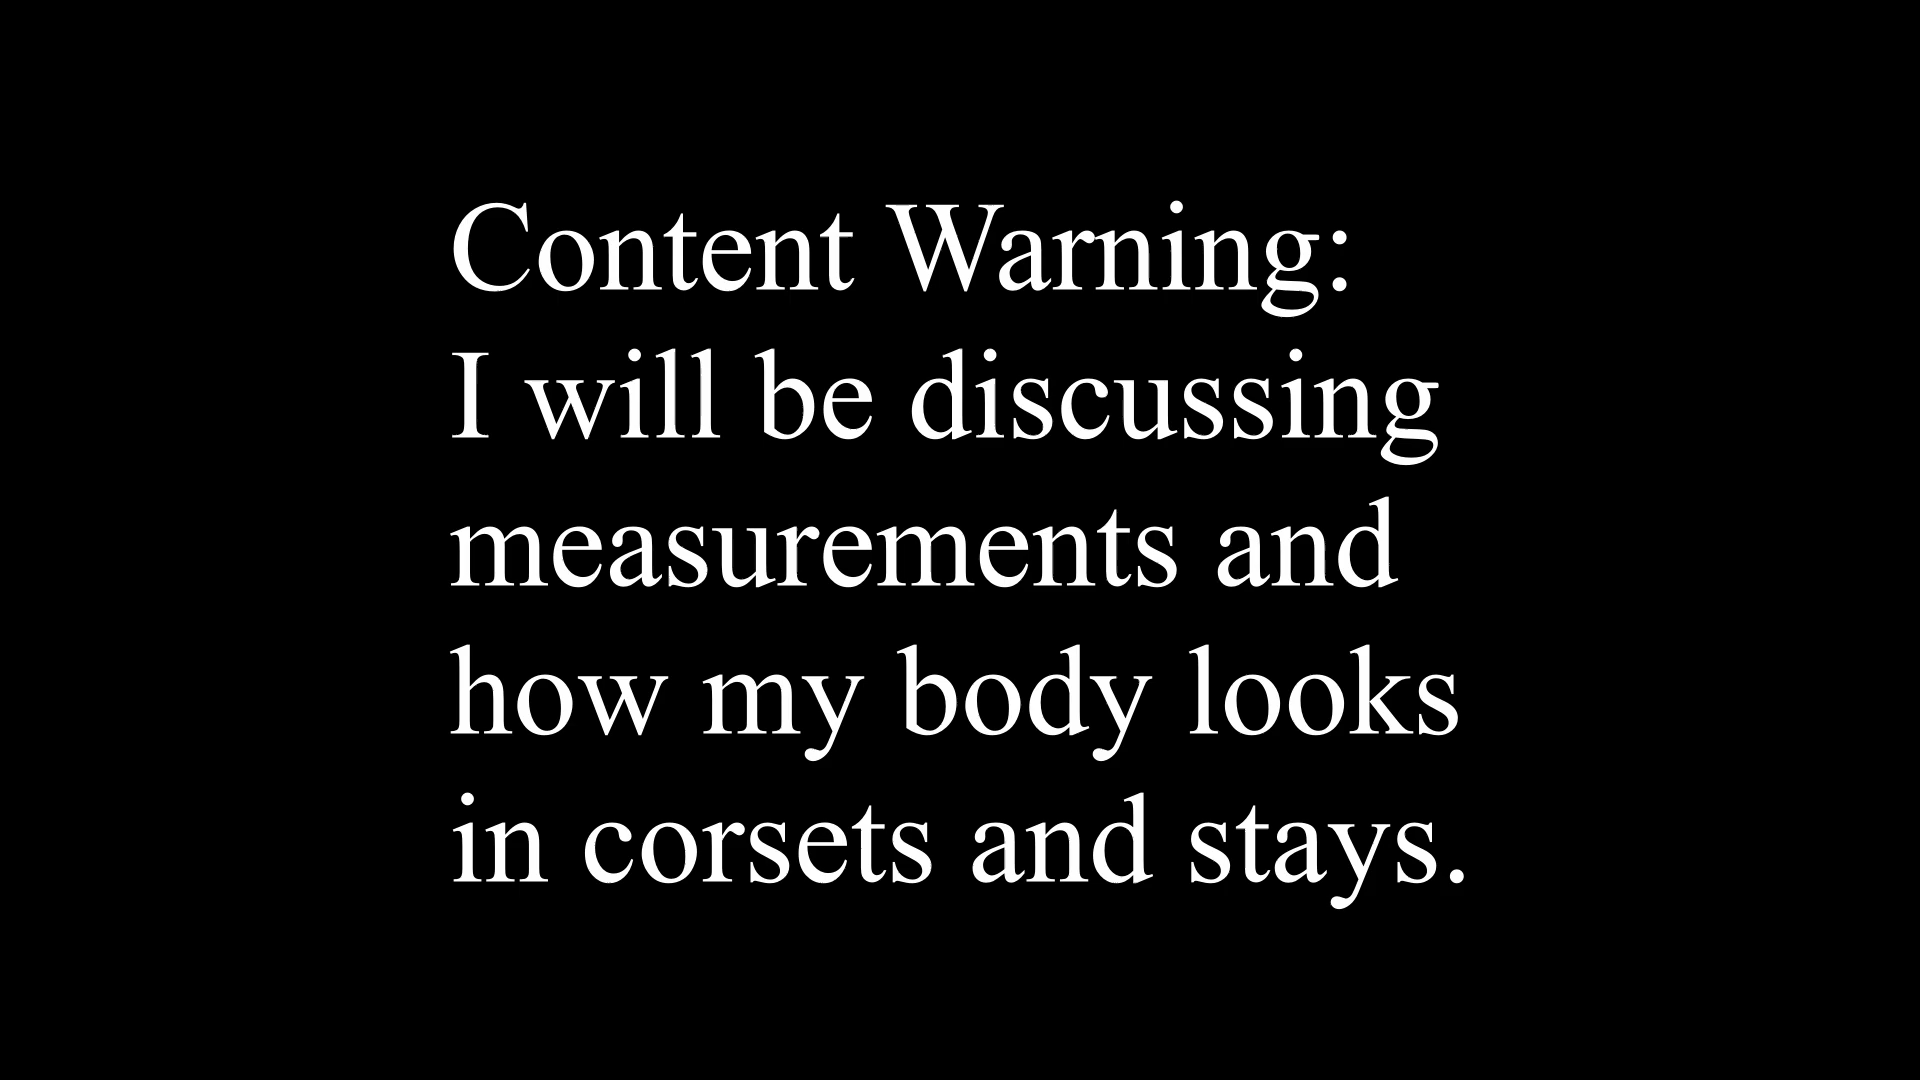 Content Warning:
I will be discussing
measurements and
how my body looks
in corsets and stays.